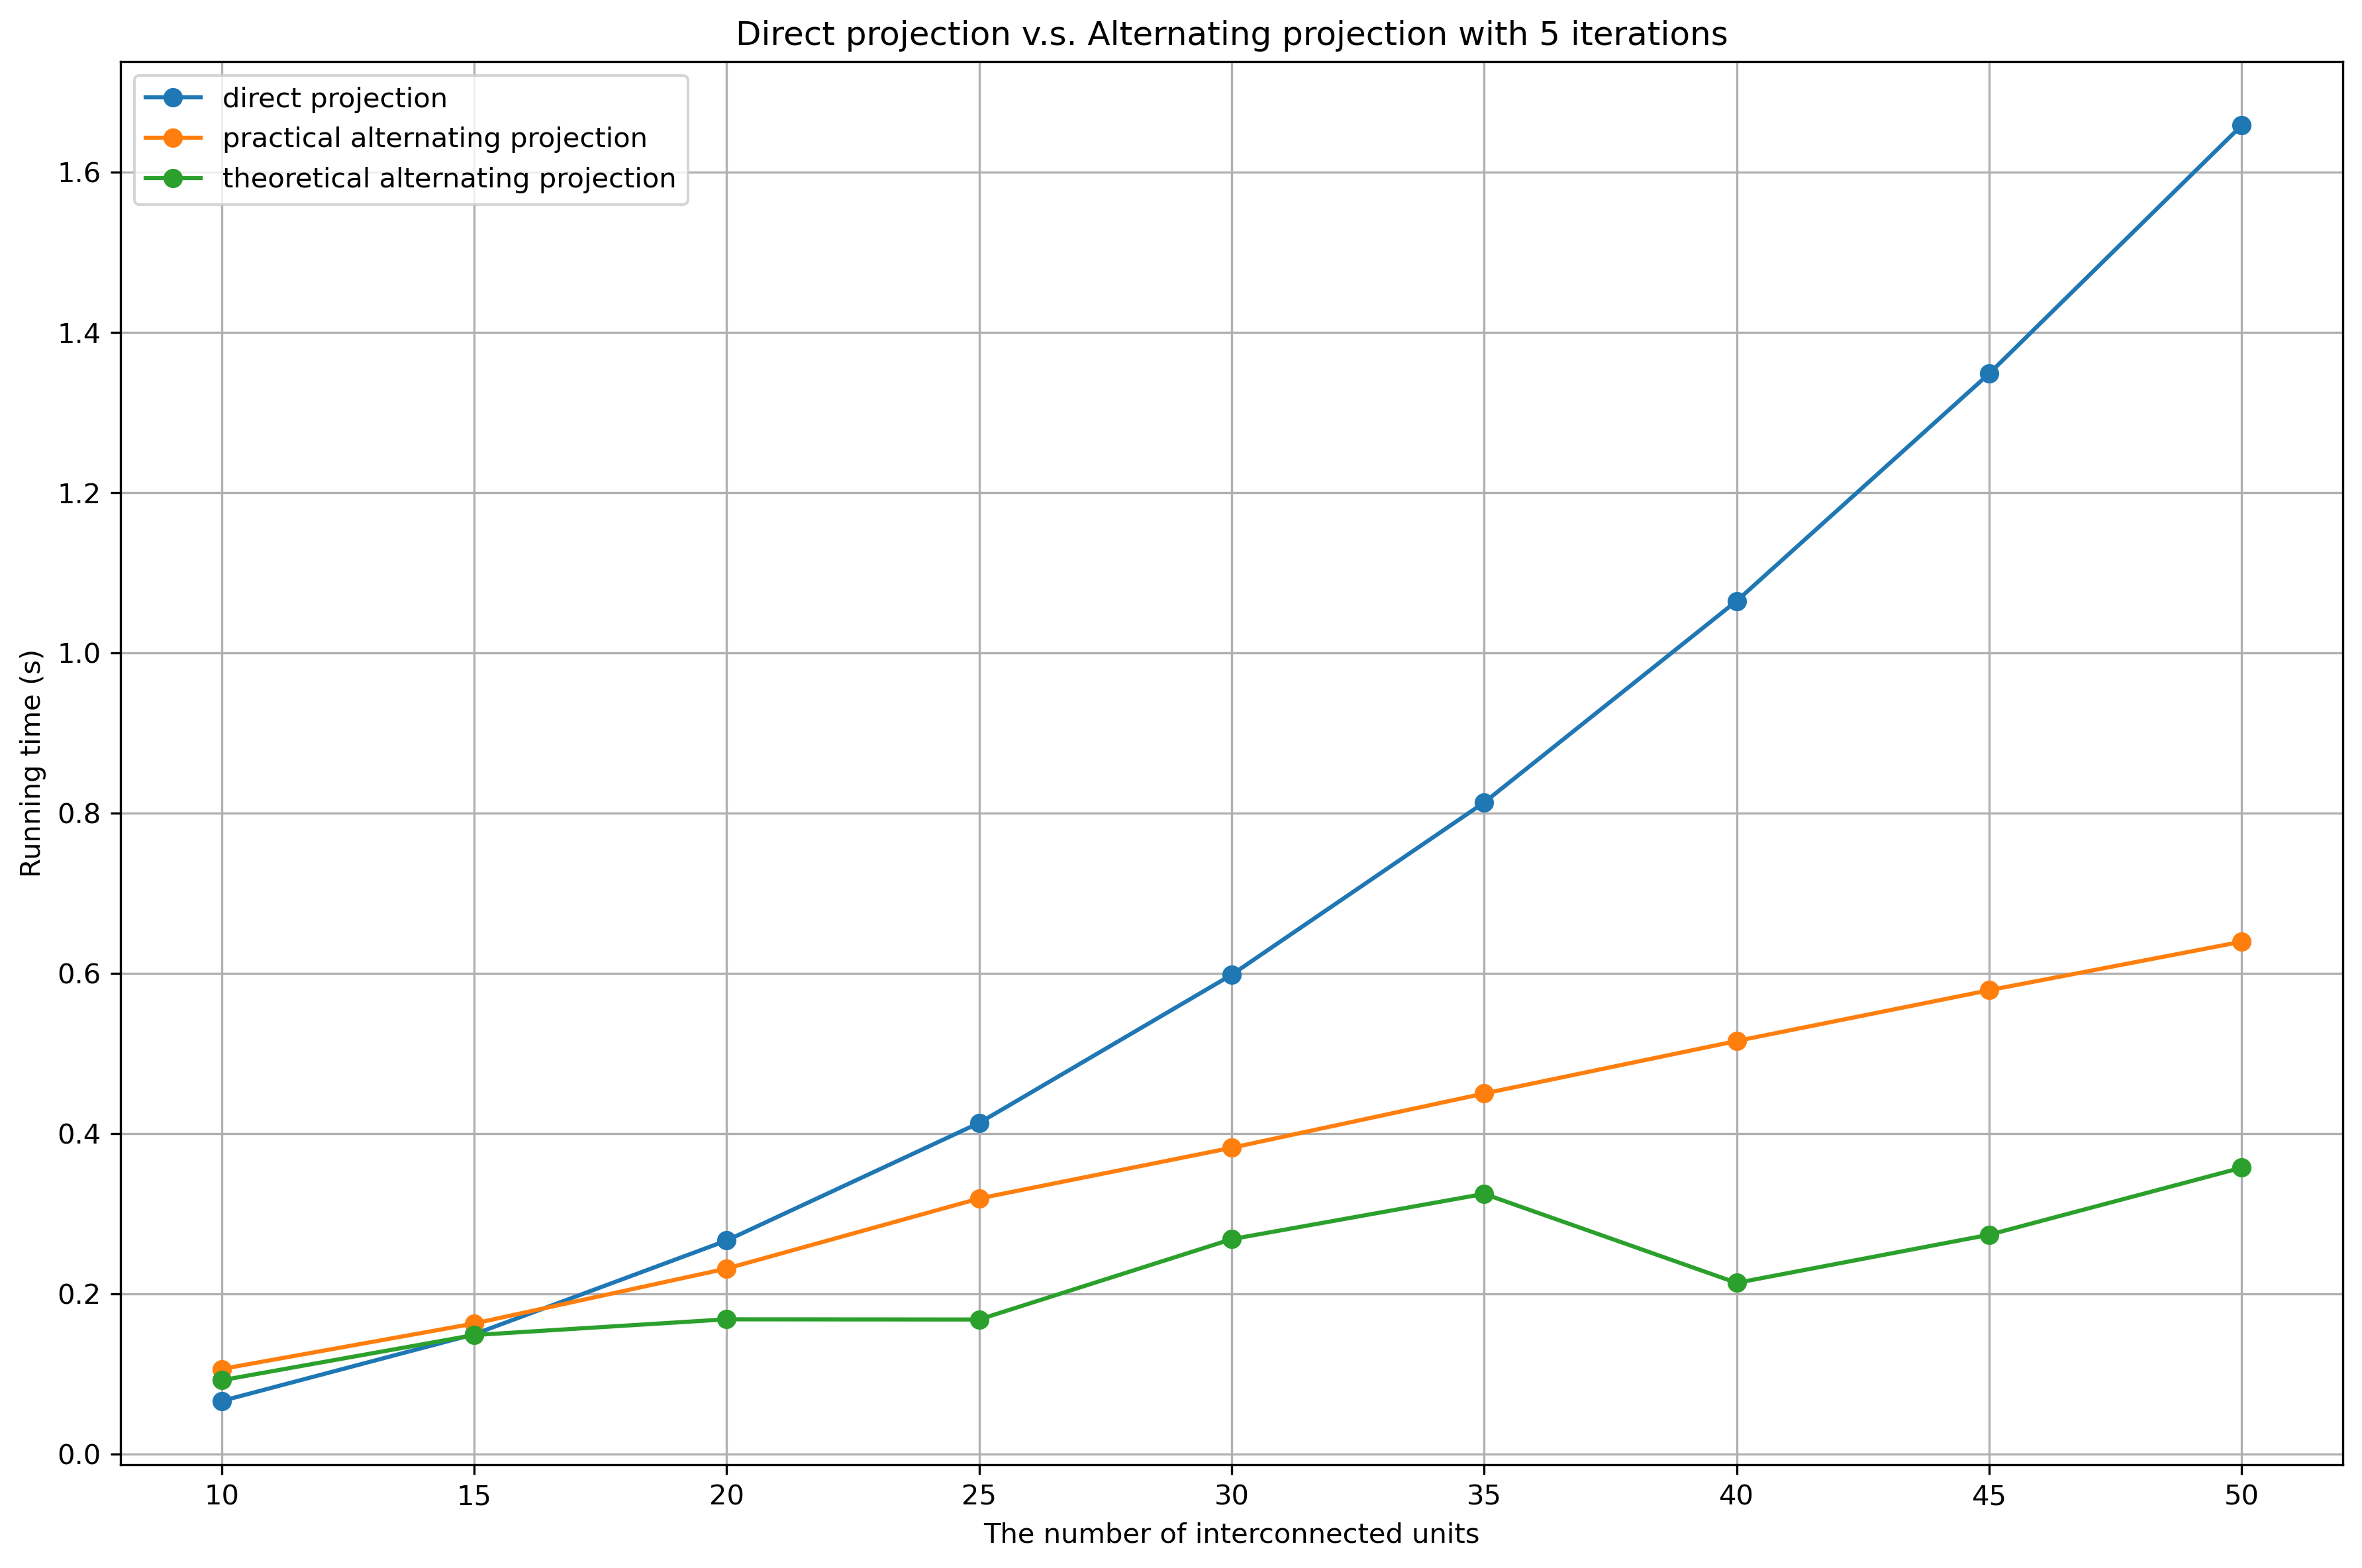 Direct projection v.s. Alternating projection with 5 iterations
direct projection
practical alternating projection
theoretical alternating projection
1.6
1.4
1.2
1.0
0.8
0.6
0.4
0.2
0.0
Running time (s)
10 15 20 25 30 35 40 45 50
The number of interconnected units